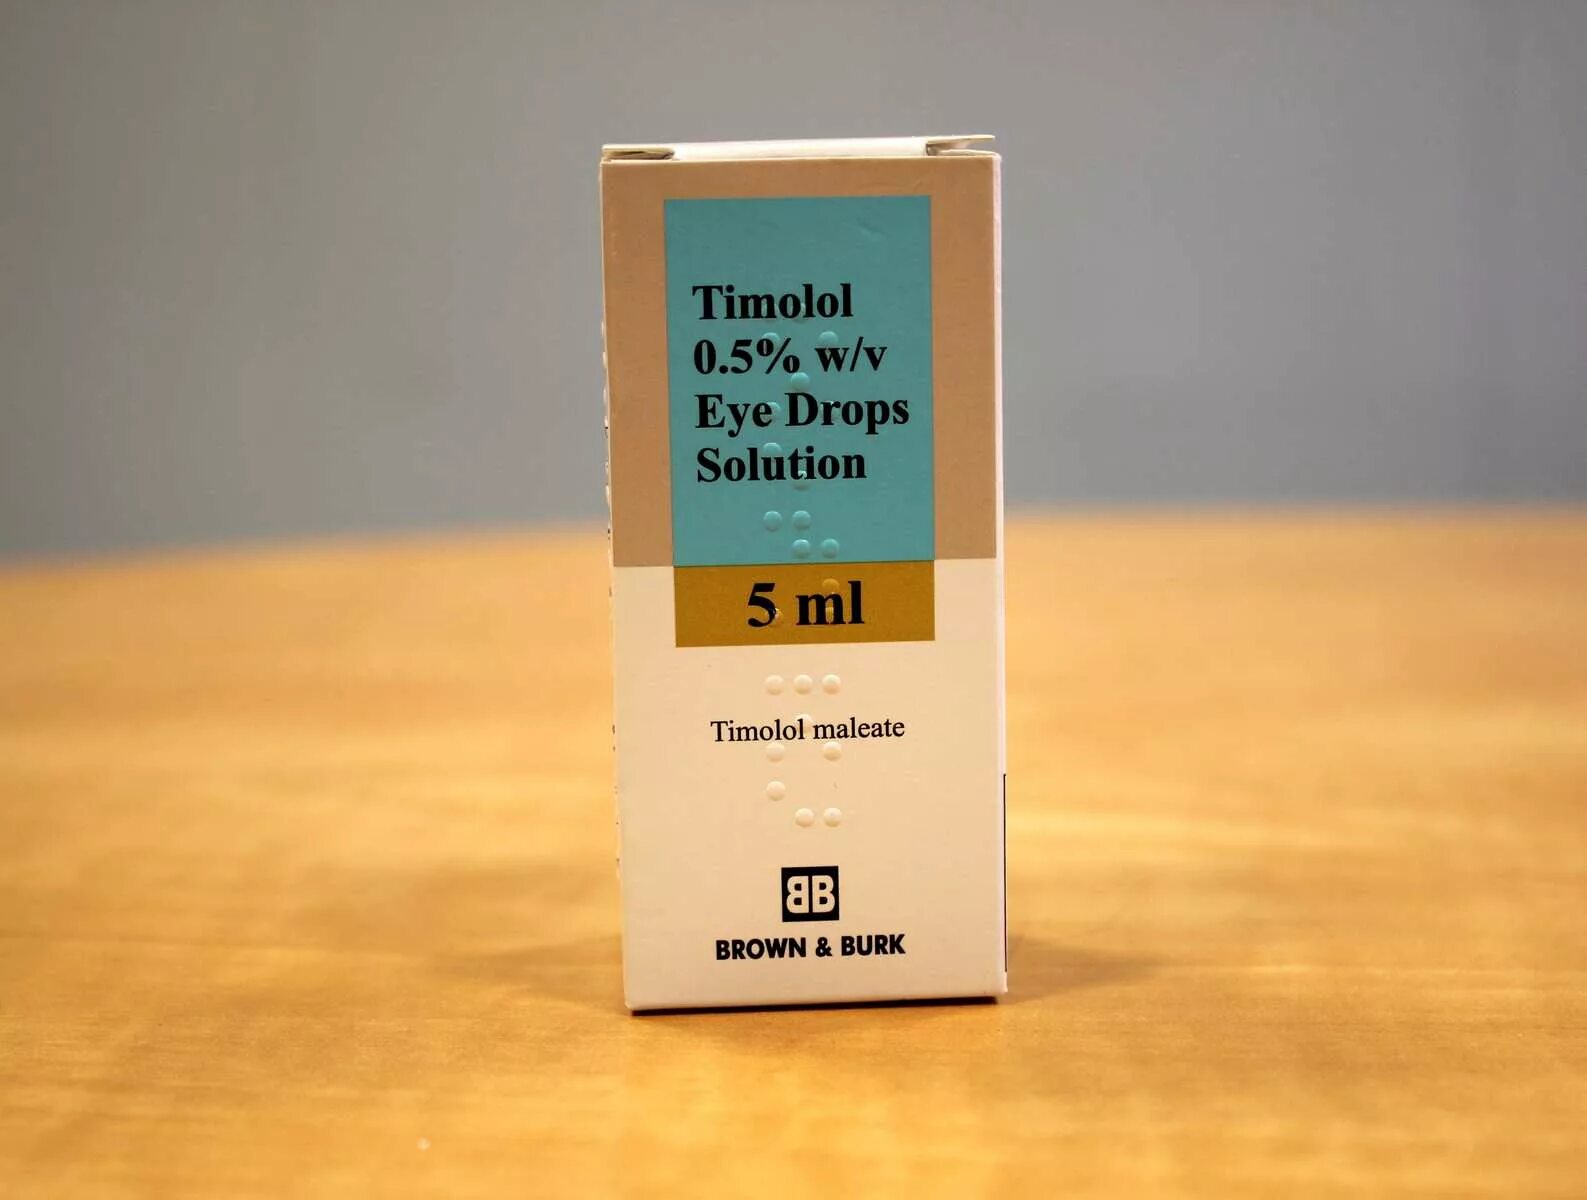 Timolol
0.5% w/v
Eye Drops
Solution
5 ml
Timolol maleate
BB
BROWN & BURK